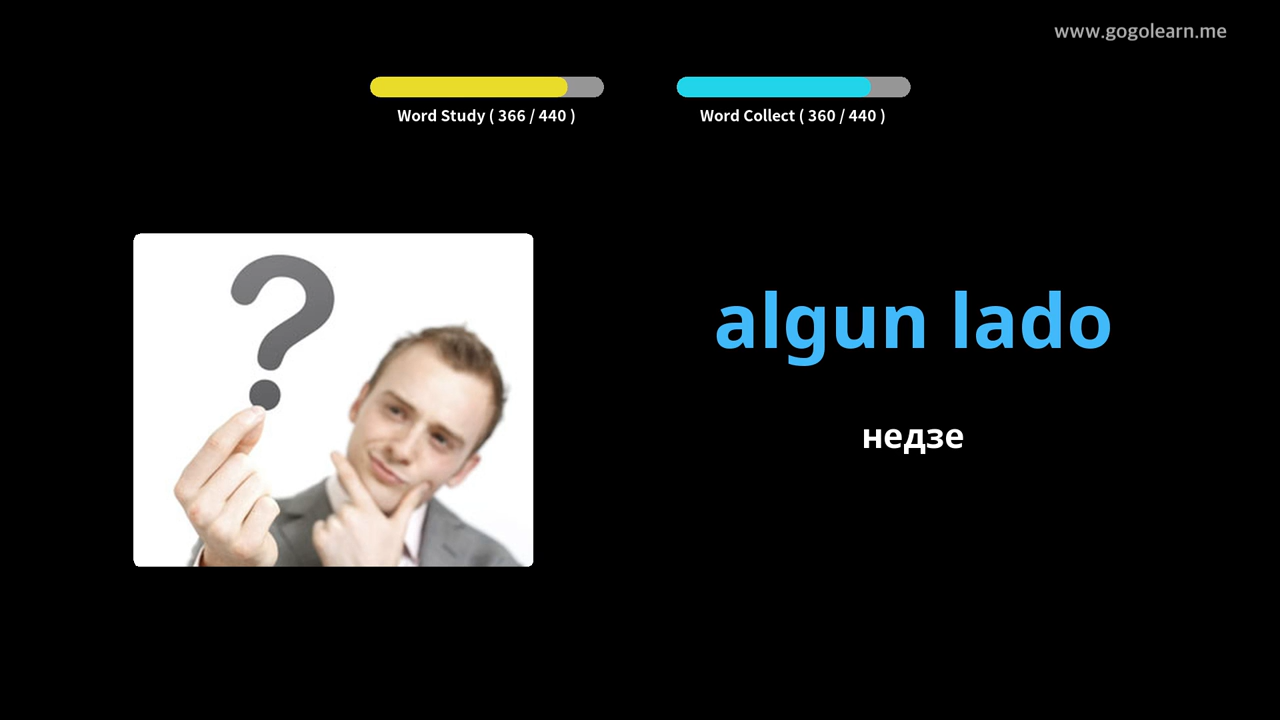 www.gogolearn.me
Word Study ( 366 / 440 )
Word Collect ( 360 / 440 )
algun lado
недзе